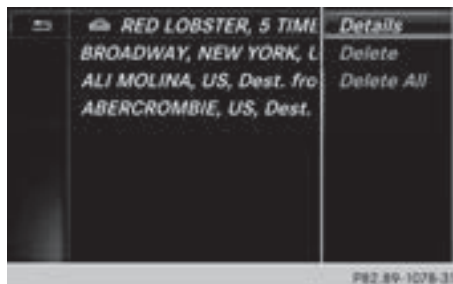 RED LOBSTER, 5 TIME
BROADWAY, NEW YORK, U
ALI MOLINA, US, Dest. fro
ABERCROMBIE, US, Dest.
Details
Delete
Delete All
P82.89-1078-31